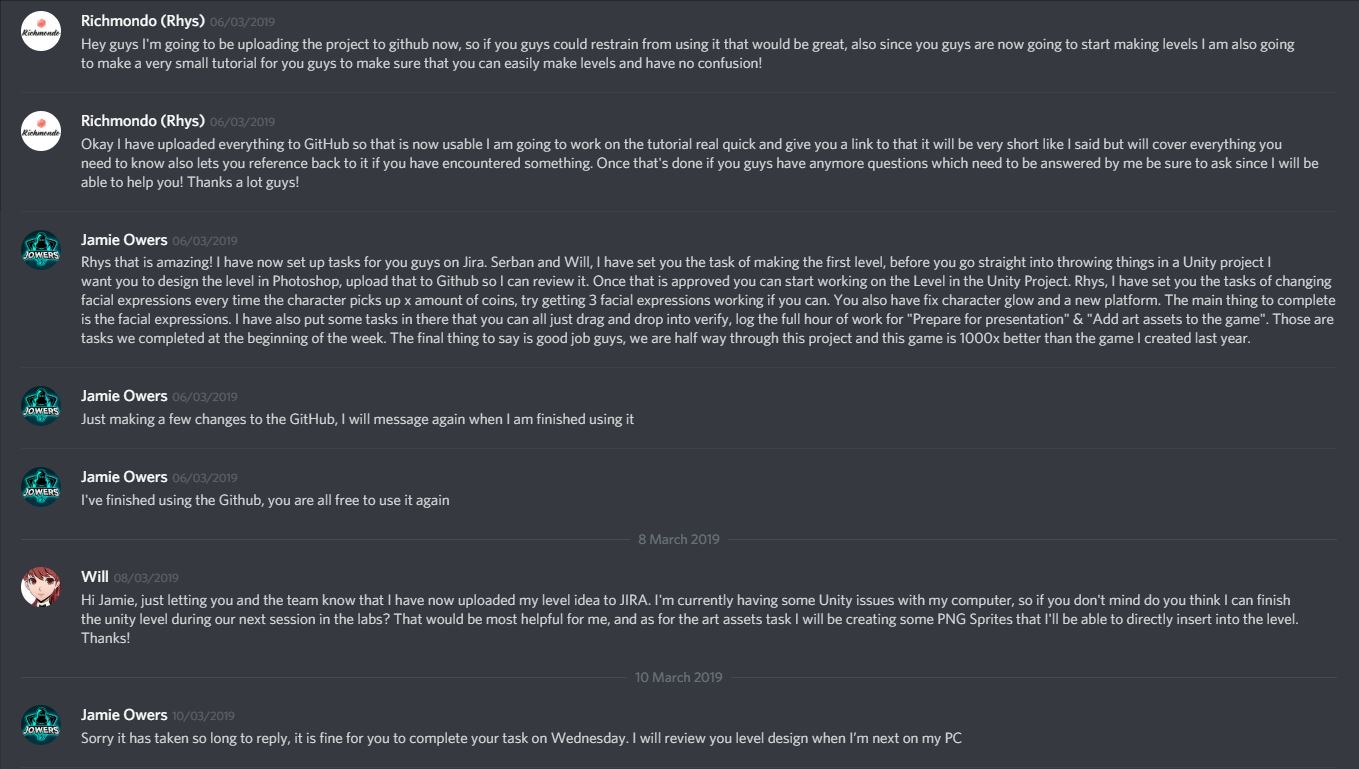 Richmondo (Rhys) 06/03/2019
Richmondo
Hey guys I'm going to be uploading the project to github now, so if you guys could restrain from using it that would be great, also since you guys are now going to start making levels I am also going
to make a very small tutorial for you guys to make sure that you can easily make levels and have no confusion!
Richmondo (Rhys) 06/03/2019
Richmondo
Okay I have uploaded everything to GitHub so that is now usable I am going to work on the tutorial real quick and give you a link to that it will be very short like I said but will cover everything you
need to know also lets you reference back to it if you have encountered something. Once that's done if you guys have anymore questions which need to be answered by me be sure to ask since I will be
able to help you! Thanks a lot guys!
Jamie Owers 06/03/2019
JOWERS
Rhys that is amazing! I have now set up tasks for you guys on Jira. Serban and Will, I have set you the task of making the first level, before you go straight into throwing things in a Unity project I
want you to design the level in Photoshop, upload that to Github so I can review it. Once that is approved you can start working on the Level in the Unity Project. Rhys, I have set you the tasks of changing
facial expressions every time the character picks up x amount of coins, try getting 3 facial expressions working if you can. You also have fix character glow and a new platform. The main thing to complete
is the facial expressions. I have also put some tasks in there that you can all just drag and drop into verify, log the full hour of work for "Prepare for presentation" & "Add art assets to the game". Those are
tasks we completed at the beginning of the week. The final thing to say is good job guys, we are half way through this project and this game is 1000x better than the game I created last year.
Jamie Owers 06/03/2019
JOWERS
Just making a few changes to the GitHub, I will message again when I am finished using it
Jamie Owers 06/03/2019
JOWERS
I've finished using the Github, you are all free to use it again
8 March 2019
Will 08/03/2019
Hi Jamie, just letting you and the team know that I have now uploaded my level idea to JIRA. I'm currently having some Unity issues with my computer, so if you don't mind do you think I can finish
the unity level during our next session in the labs? That would be most helpful for me, and as for the art assets task I will be creating some PNG Sprites that I'll be able to directly insert into the level.
Thanks!
10 March 2019
Jamie Owers 10/03/2019
JOWERS
Sorry it has taken so long to reply, it is fine for you to complete your task on Wednesday. I will review you level design when I'm next on my PC